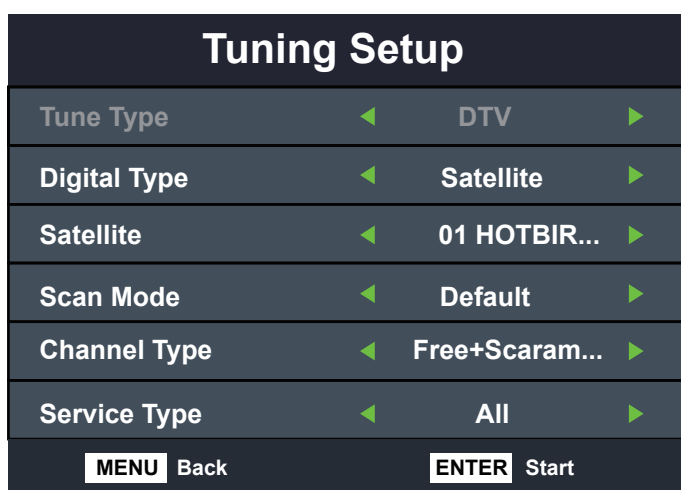 Tuning Setup
Tune Type DTV
Digital Type Satellite
Satellite 01 HOTBIR...
Scan Mode Default
Channel Type Free+Scaram...
Service Type All
MENU Back ENTER Start